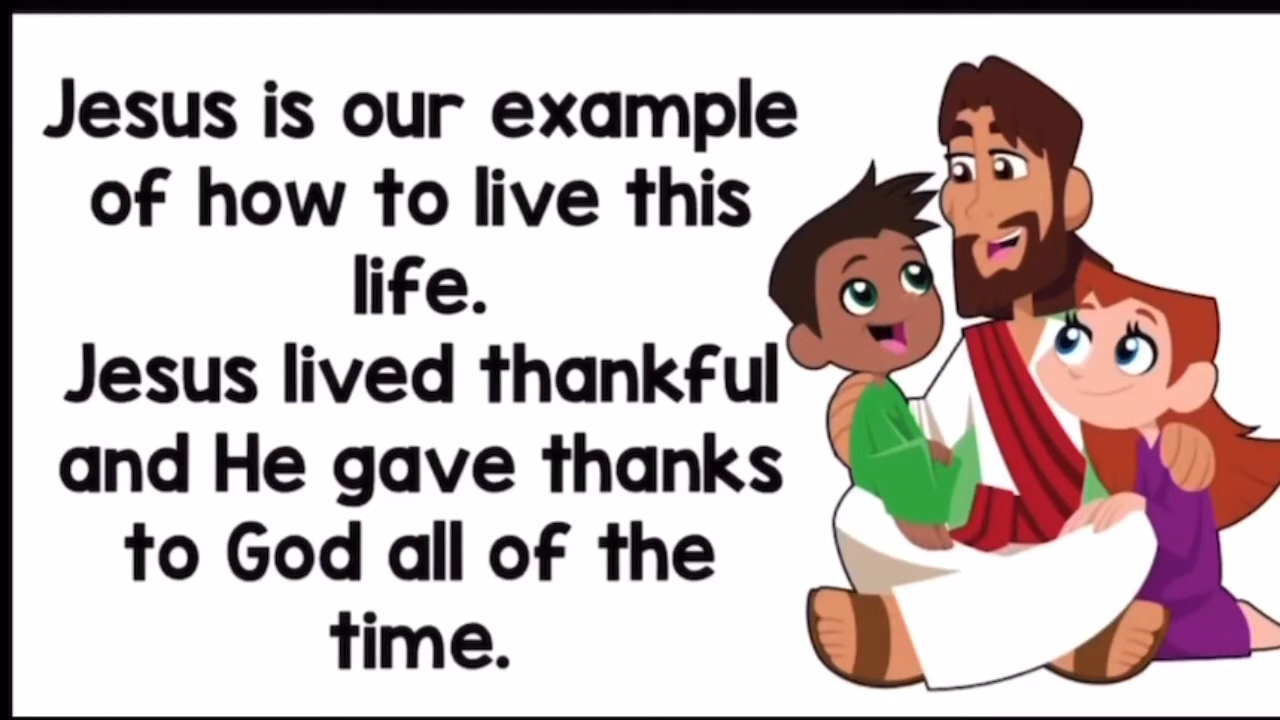 Jesus is our example
of how to live this
life.
Jesus lived thankful
and He gave thanks
to God all of the
time.